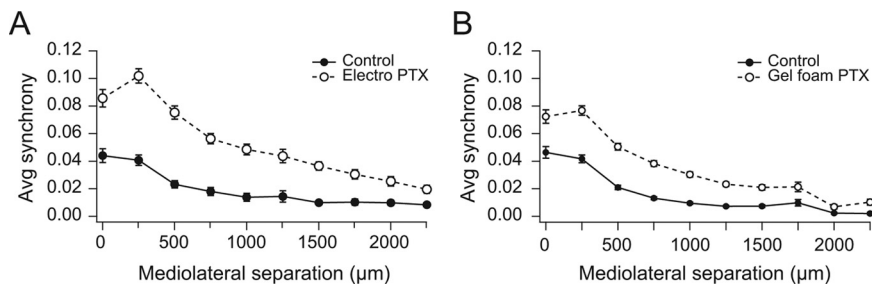 A
B
0.12
0.10
0.08
0.06
0.04
0.02
0.00
Avg synchrony
Control
Electro PTX
0 500 1000 1500 2000
Mediolateral separation (μm)
0.12
0.10
0.08
0.06
0.04
0.02
0.00
Avg synchrony
Control
Gel foam PTX
0 500 1000 1500 2000
Mediolateral separation (μm)